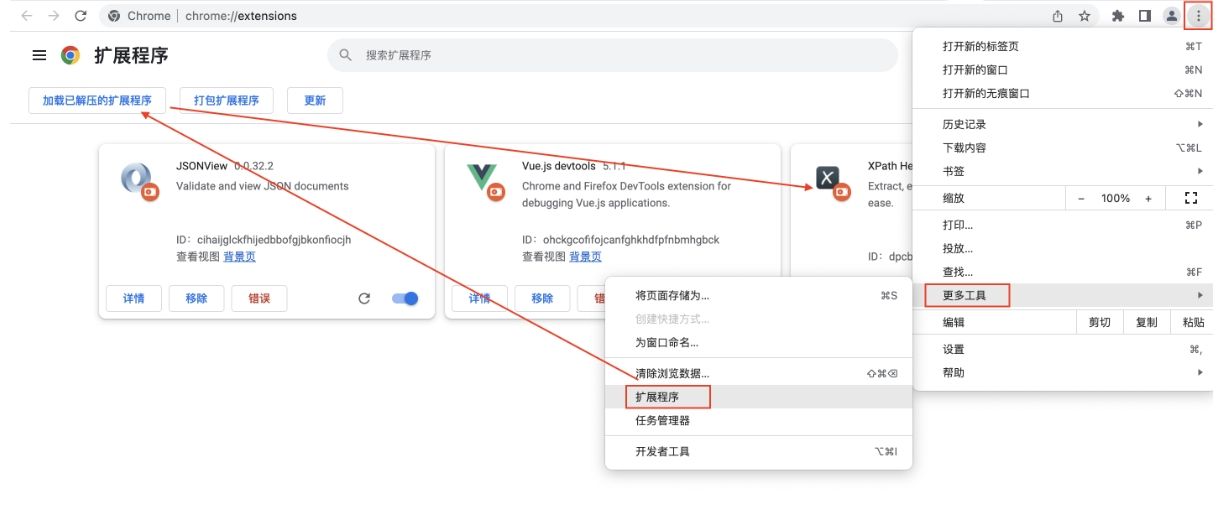 Chrome | chrome://extensions
扩展程序
搜索扩展程序
加载已解压的扩展程序 打包扩展程序 更新
JSONView 0.0.32.2
Validate and view JSON documents
ID: cihaijglckfhijedbbofgjbkonfiocjh
查看视图 背景页
详情 移除 错误
Vue.js devtools 5.1.1
Chrome and Firefox DevTools extension for
debugging Vue.js applications.
ID: ohckgcofifojcanfghkhdfpfnbmhgbck
查看视图 背景页
详情 移除 错
XPath He
Extract, e
ease.
ID: dpcb
打开新的标签页 ⌘T
打开新的窗口 ⌘N
打开新的无痕窗口 ⇧⌘N
历史记录
下载内容 ⌥⌘L
书签
缩放 － 100% +
打印... ⌘P
投放...
查找... ⌘F
更多工具
编辑 剪切 复制 粘贴
设置 ⌘,
帮助
将页面存储为... ⌘S
创建快捷方式...
为窗口命名...
清除浏览数据... ⇧⌘⌫
扩展程序
任务管理器
开发者工具 ⌥⌘I